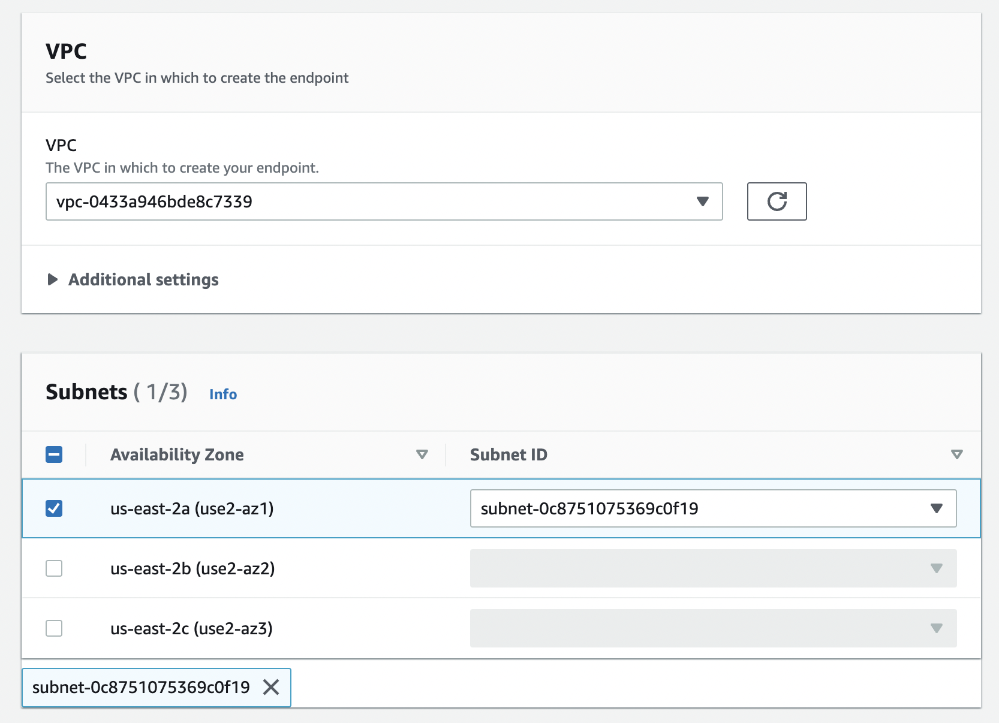 VPC
Select the VPC in which to create the endpoint
VPC
The VPC in which to create your endpoint.
vpc-0433a946bde8c7339
Additional settings
Subnets ( 1/3) Info
Availability Zone Subnet ID
us-east-2a (use2-az1) subnet-0c8751075369c0f19
us-east-2b (use2-az2)
us-east-2c (use2-az3)
subnet-0c8751075369c0f19